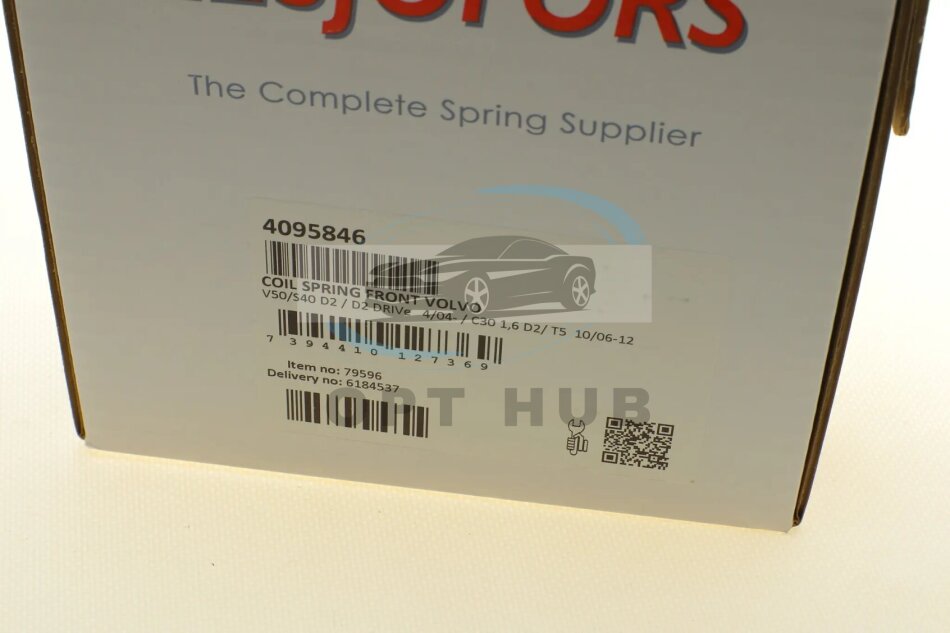 The Complete Spring Supplier
4095846
COIL SPRING FRONT VOLVO
V50/S40 D2 / D2 DRIVe 4/04- / C30 1,6 D2/ T5 10/06-12
7 394410 127369
Item no: 79596
Delivery no: 6184537
OPT HUB